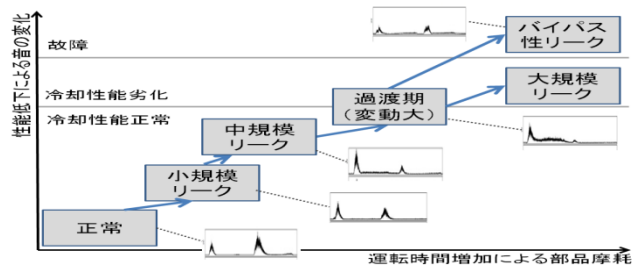 性能低下による音の変化
故障
冷却性能劣化
冷却性能正常
バイパス
性リーク
大規模
リーク
過渡期
（変動大）
中規模
リーク
小規模
リーク
正常
運転時間増加による部品摩耗